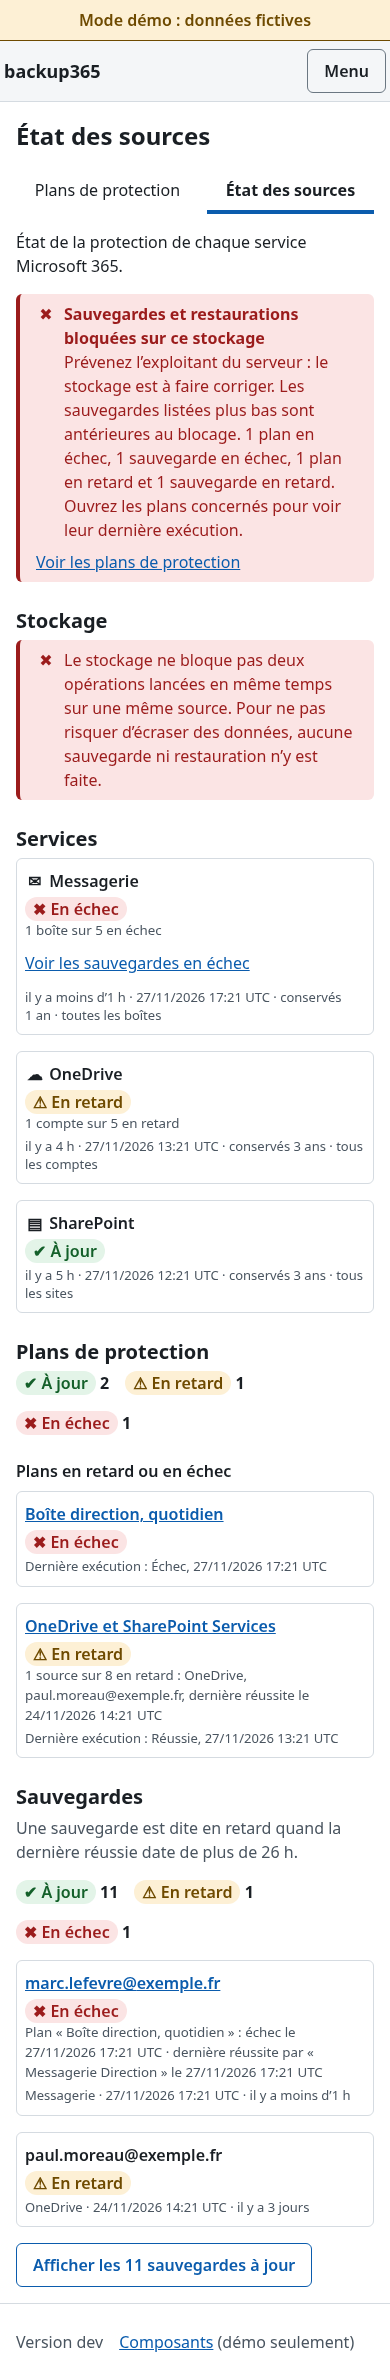 Mode démo : données fictives
backup365
Menu
État des sources
Plans de protection
État des sources
État de la protection de chaque service
Microsoft 365.
✖ Sauvegardes et restaurations
bloquées sur ce stockage
Prévenez l’exploitant du serveur : le
stockage est à faire corriger. Les
sauvegardes listées plus bas sont
antérieures au blocage. 1 plan en
échec, 1 sauvegarde en échec, 1 plan
en retard et 1 sauvegarde en retard.
Ouvrez les plans concernés pour voir
leur dernière exécution.
Voir les plans de protection
Stockage
✖ Le stockage ne bloque pas deux
opérations lancées en même temps
sur une même source. Pour ne pas
risquer d’écraser des données, aucune
sauvegarde ni restauration n’y est
faite.
Services
✉ Messagerie
✖ En échec
1 boîte sur 5 en échec
Voir les sauvegardes en échec
il y a moins d’1 h · 27/11/2026 17:21 UTC · conservés
1 an · toutes les boîtes
☁ OneDrive
⚠ En retard
1 compte sur 5 en retard
il y a 4 h · 27/11/2026 13:21 UTC · conservés 3 ans · tous
les comptes
▤ SharePoint
✔ À jour
il y a 5 h · 27/11/2026 12:21 UTC · conservés 3 ans · tous
les sites
Plans de protection
✔ À jour 2 ⚠ En retard 1
✖ En échec 1
Plans en retard ou en échec
Boîte direction, quotidien
✖ En échec
Dernière exécution : Échec, 27/11/2026 17:21 UTC
OneDrive et SharePoint Services
⚠ En retard
1 source sur 8 en retard : OneDrive,
paul.moreau@exemple.fr, dernière réussite le
24/11/2026 14:21 UTC
Dernière exécution : Réussie, 27/11/2026 13:21 UTC
Sauvegardes
Une sauvegarde est dite en retard quand la
dernière réussie date de plus de 26 h.
✔ À jour 11 ⚠ En retard 1
✖ En échec 1
marc.lefevre@exemple.fr
✖ En échec
Plan « Boîte direction, quotidien » : échec le
27/11/2026 17:21 UTC · dernière réussite par «
Messagerie Direction » le 27/11/2026 17:21 UTC
Messagerie · 27/11/2026 17:21 UTC · il y a moins d’1 h
paul.moreau@exemple.fr
⚠ En retard
OneDrive · 24/11/2026 14:21 UTC · il y a 3 jours
Afficher les 11 sauvegardes à jour
Version dev Composants (démo seulement)